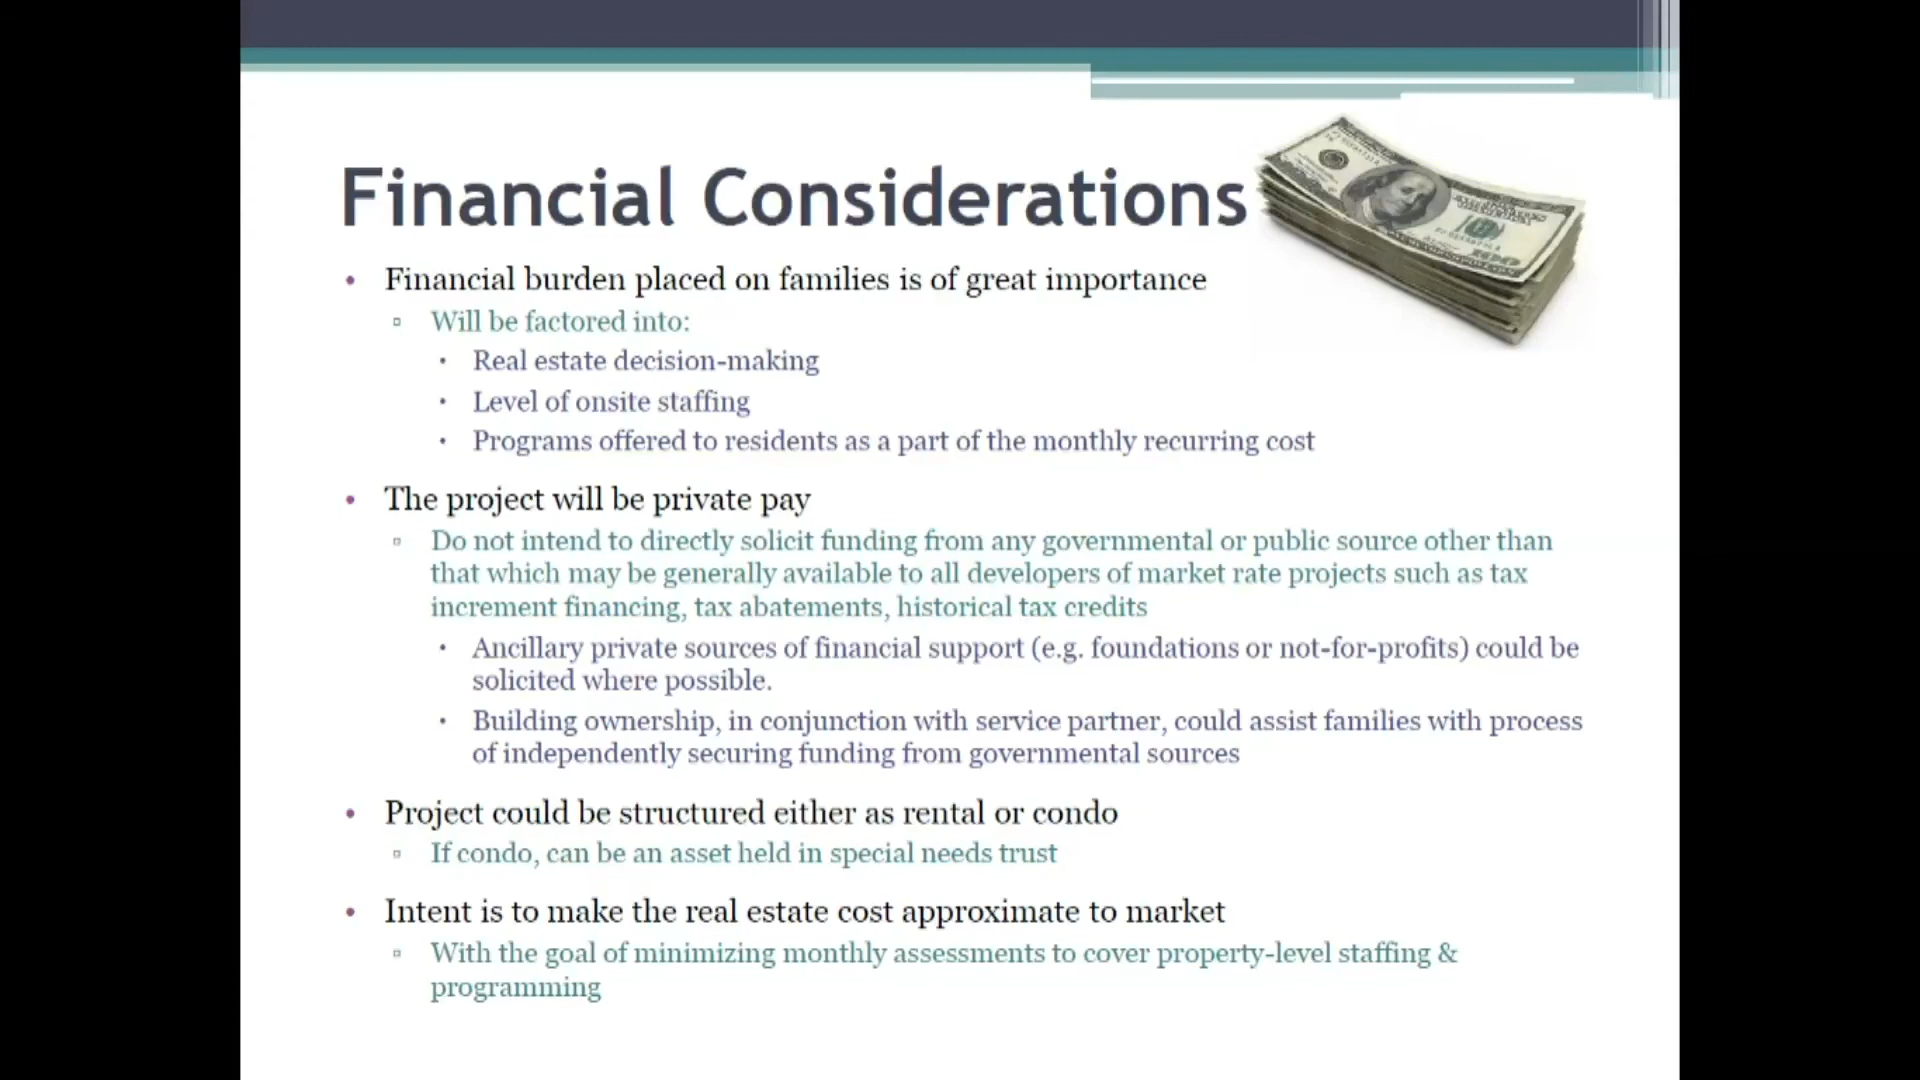 Financial Considerations
• Financial burden placed on families is of great importance
▫ Will be factored into:
• Real estate decision-making
• Level of onsite staffing
• Programs offered to residents as a part of the monthly recurring cost
• The project will be private pay
▫ Do not intend to directly solicit funding from any governmental or public source other than
that which may be generally available to all developers of market rate projects such as tax
increment financing, tax abatements, historical tax credits
• Ancillary private sources of financial support (e.g. foundations or not-for-profits) could be
solicited where possible.
• Building ownership, in conjunction with service partner, could assist families with process
of independently securing funding from governmental sources
• Project could be structured either as rental or condo
▫ If condo, can be an asset held in special needs trust
• Intent is to make the real estate cost approximate to market
▫ With the goal of minimizing monthly assessments to cover property-level staffing &
programming